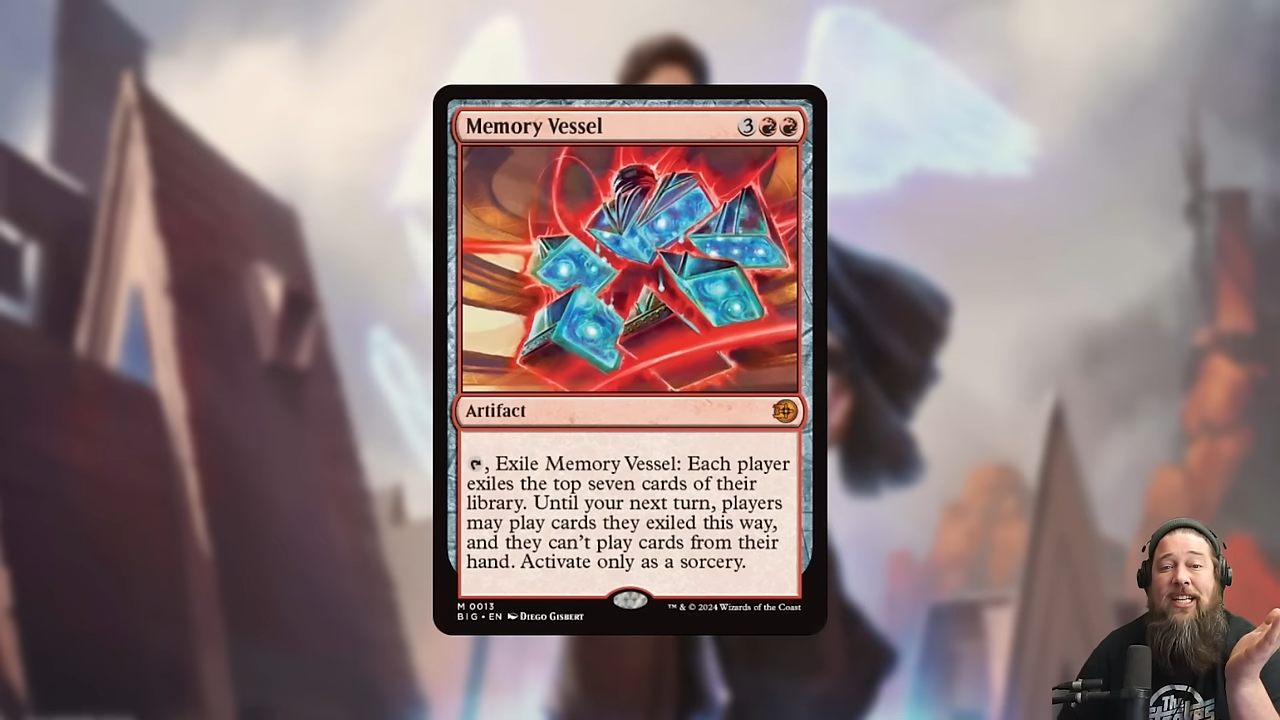 Memory Vessel 3
Artifact
, Exile Memory Vessel: Each player
exiles the top seven cards of their
library. Until your next turn, players
may play cards they exiled this way,
and they can't play cards from their
hand. Activate only as a sorcery.
M 0013
BIG • EN DIEGO GISBERT
™ & © 2024 Wizards of the Coast
The